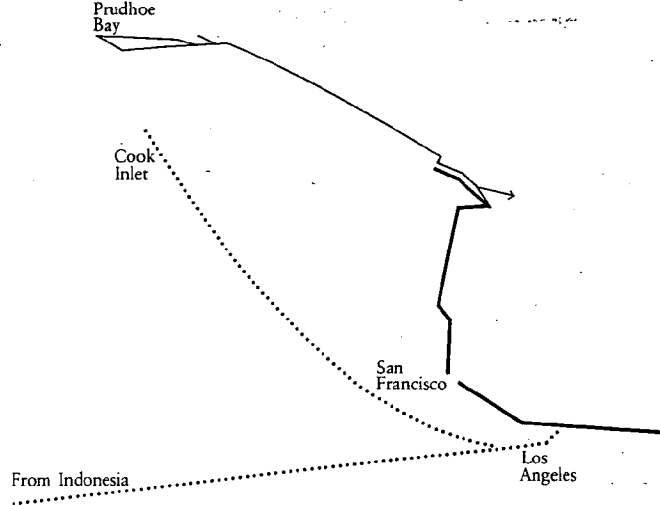 Prudhoe
Bay
Cook
Inlet
San
Francisco
From Indonesia
Los
Angeles